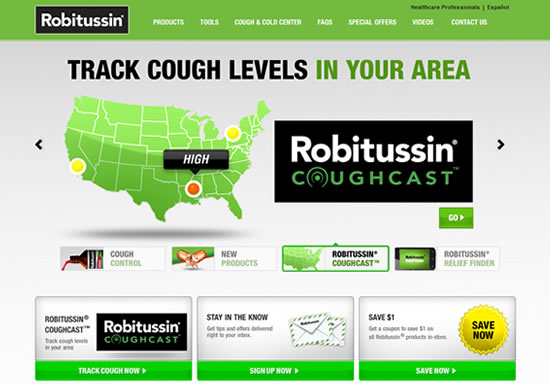 Healthcare Professionals | Español
Robitussin®
PRODUCTS TOOLS COUGH & COLD CENTER FAQS SPECIAL OFFERS VIDEOS CONTACT US
TRACK COUGH LEVELS IN YOUR AREA
HIGH
Robitussin®
COUGHCAST™
GO
COUGH
CONTROL
NEW
PRODUCTS
ROBITUSSIN®
COUGHCAST™
ROBITUSSIN®
RELIEF FINDER
ROBITUSSIN®
COUGHCAST™
Track cough levels
in your area
Robitussin®
COUGHCAST™
TRACK COUGH NOW
STAY IN THE KNOW
Get tips and offers delivered
right to your inbox.
Robitussin
SIGN UP NOW
SAVE $1
Get a coupon to save $1 on
all Robitussin® products in-store.
SAVE
NOW
SAVE NOW